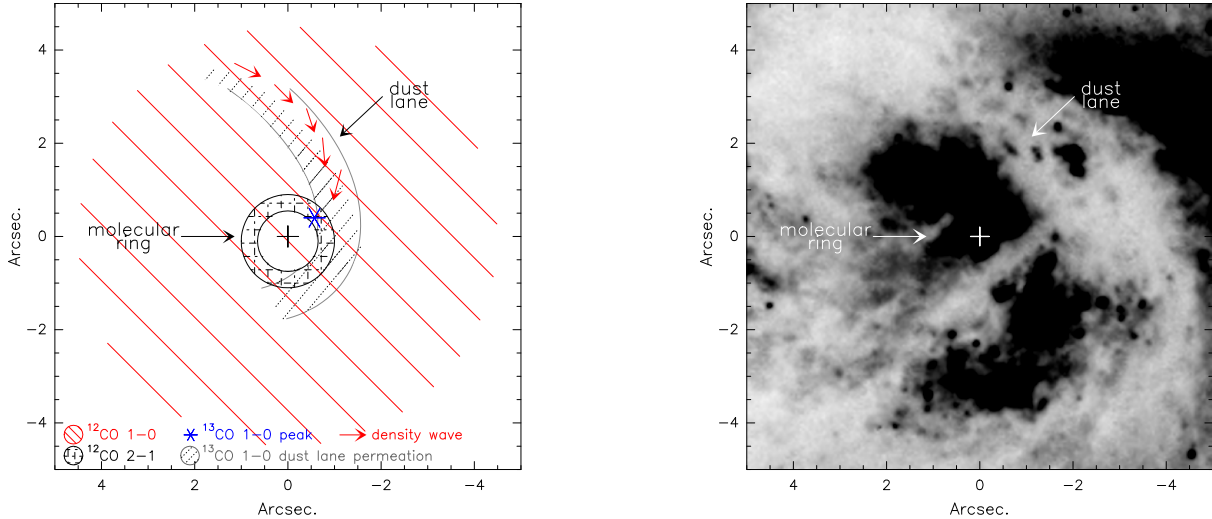 dust
lane
molecular
ring
4
2
0
−2
−4
Arcsec.
¹²CO 1−0
¹³CO 1−0 peak
density wave
¹²CO 2−1
¹³CO 1−0 dust lane permeation
4 2 0 −2 −4
Arcsec.
dust
lane
molecular
ring
4
2
0
−2
−4
Arcsec.
4 2 0 −2 −4
Arcsec.